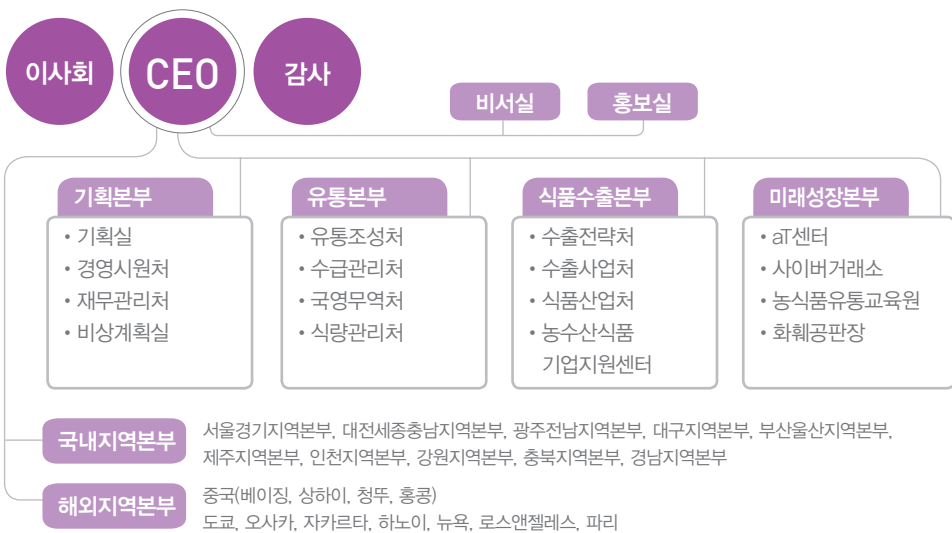 이사회
CEO
감사
비서실
홍보실
기획본부
• 기획실
• 경영시원처
• 재무관리처
• 비상계획실
유통본부
• 유통조성처
• 수급관리처
• 국영무역처
• 식량관리처
식품수출본부
• 수출전략처
• 수출사업처
• 식품산업처
• 농수산식품
기업지원센터
미래성장본부
• aT센터
• 사이버거래소
• 농식품유통교육원
• 화훼공판장
국내지역본부
서울경기지역본부, 대전세종충남지역본부, 광주전남지역본부, 대구지역본부, 부산울산지역본부,
제주지역본부, 인천지역본부, 강원지역본부, 충북지역본부, 경남지역본부
해외지역본부
중국(베이징, 상하이, 청뚜, 홍콩)
도쿄, 오사카, 자카르타, 하노이, 뉴욕, 로스앤젤레스, 파리